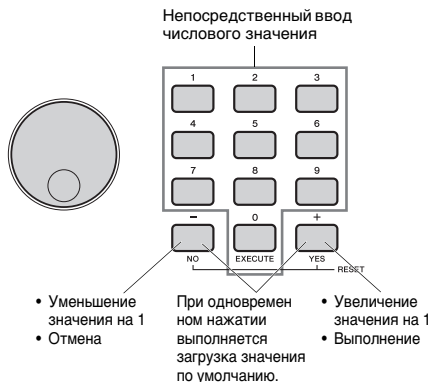 Непосредственный ввод
числового значения
1 2 3
4 5 6
7 8 9
− 0 +
NO EXECUTE YES
RESET
• Уменьшение
значения на 1
• Отмена
При одновремен
ном нажатии
выполняется
загрузка значения
по умолчанию.
• Увеличение
значения на 1
• Выполнение